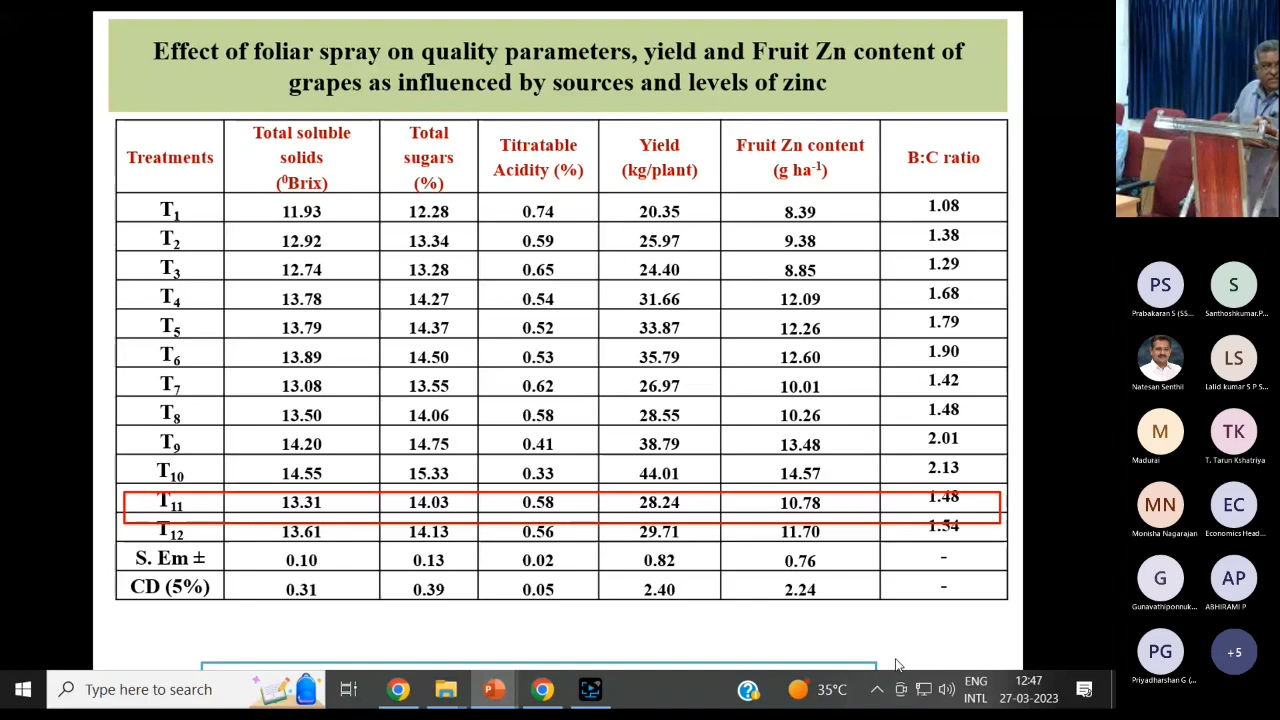 Effect of foliar spray on quality parameters, yield and Fruit Zn content of
grapes as influenced by sources and levels of zinc
Treatments Total soluble solids (⁰Brix) Total sugars (%) Titratable Acidity (%) Yield (kg/plant) Fruit Zn content (g ha⁻¹) B:C ratio
T₁ 11.93 12.28 0.74 20.35 8.39 1.08
T₂ 12.92 13.34 0.59 25.97 9.38 1.38
T₃ 12.74 13.28 0.65 24.40 8.85 1.29
T₄ 13.78 14.27 0.54 31.66 12.09 1.68
T₅ 13.79 14.37 0.52 33.87 12.26 1.79
T₆ 13.89 14.50 0.53 35.79 12.60 1.90
T₇ 13.08 13.55 0.62 26.97 10.01 1.42
T₈ 13.50 14.06 0.58 28.55 10.26 1.48
T₉ 14.20 14.75 0.41 38.79 13.48 2.01
T₁₀ 14.55 15.33 0.33 44.01 14.57 2.13
T₁₁ 13.31 14.03 0.58 28.24 10.78 1.48
T₁₂ 13.61 14.13 0.56 29.71 11.70 1.54
S. Em ± 0.10 0.13 0.02 0.82 0.76 -
CD (5%) 0.31 0.39 0.05 2.40 2.24 -
PS S
Prabakaran S (SS... Santhoshkumar.P...
LS
Natesan Senthil Lalid kumar S P S...
M TK
Madurai T. Tarun Kshatriya
MN EC
Monisha Nagarajan Economics Head...
G AP
Gunavathiponnuk... ABHIRAMI P
PG +5
Priyadharshan G (...
Type here to search 35°C ENG INTL 12:47 27-03-2023